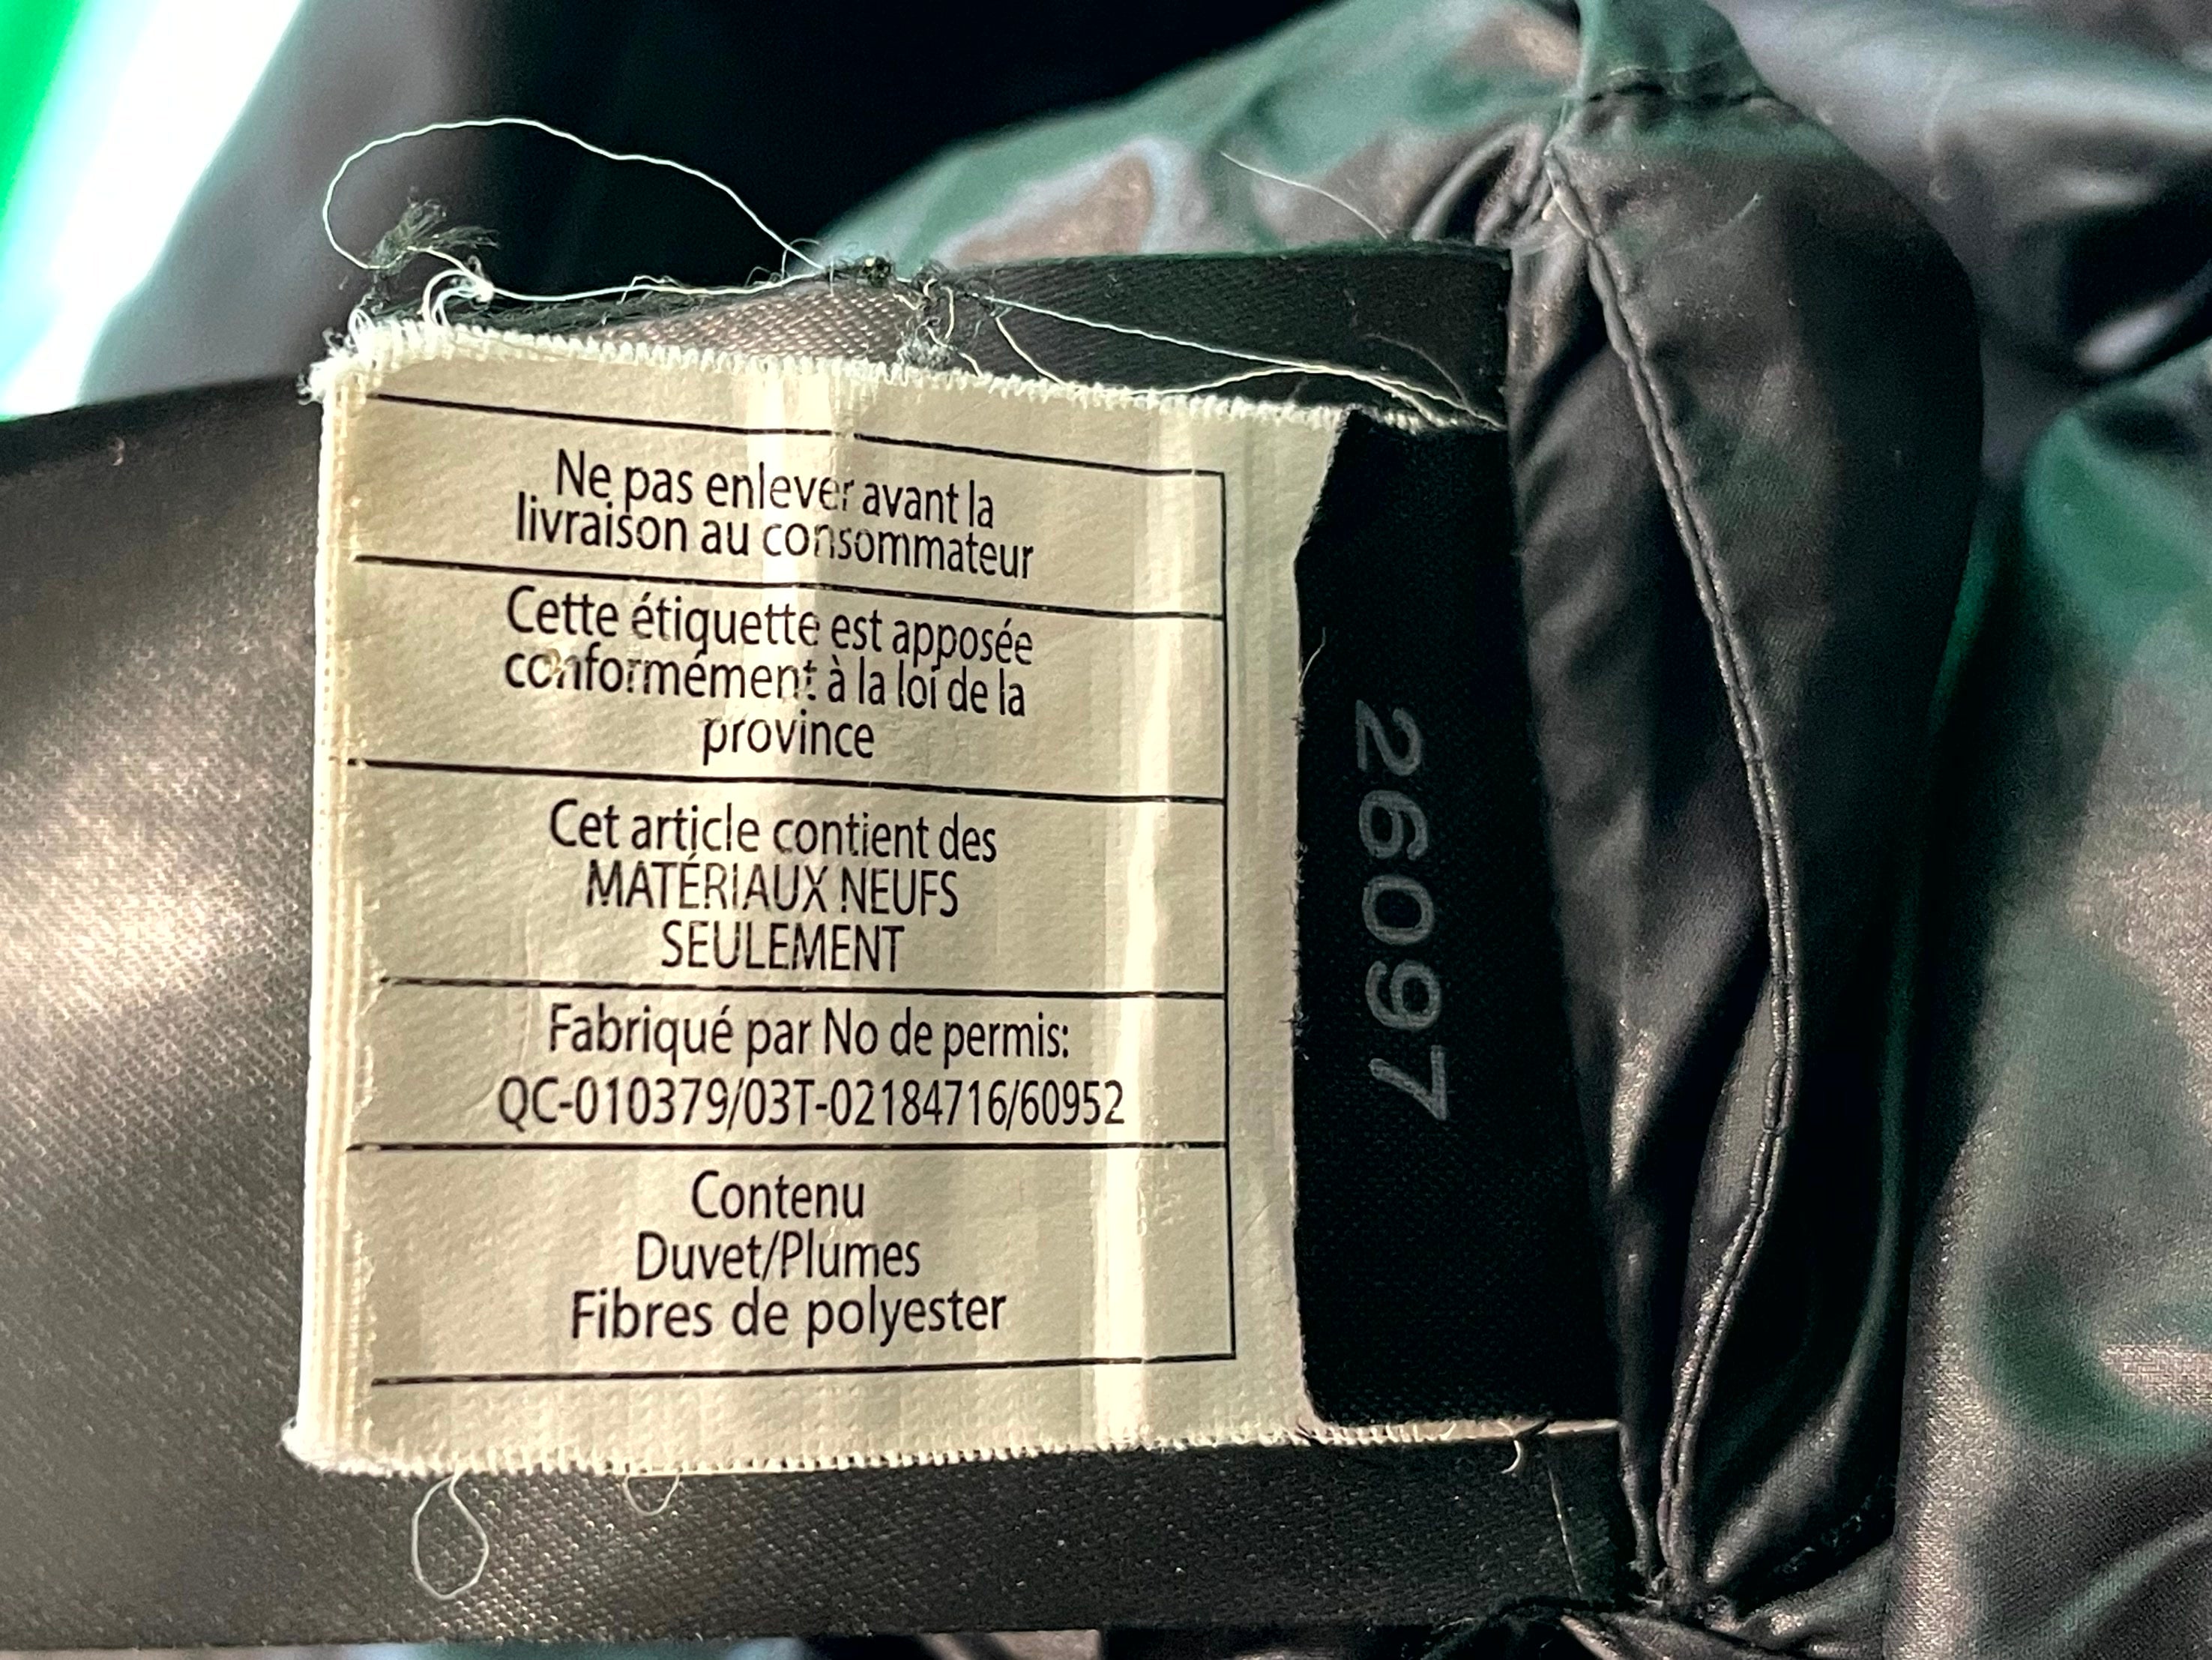 Ne pas enlever avant la
livraison au consommateur
Cette étiquette est apposée
conformément à la loi de la
province
Cet article contient des
MATÉRIAUX NEUFS
SEULEMENT
Fabriqué par No de permis:
QC-010379/03T-02184716/60952
Contenu
Duvet/Plumes
Fibres de polyester
26097